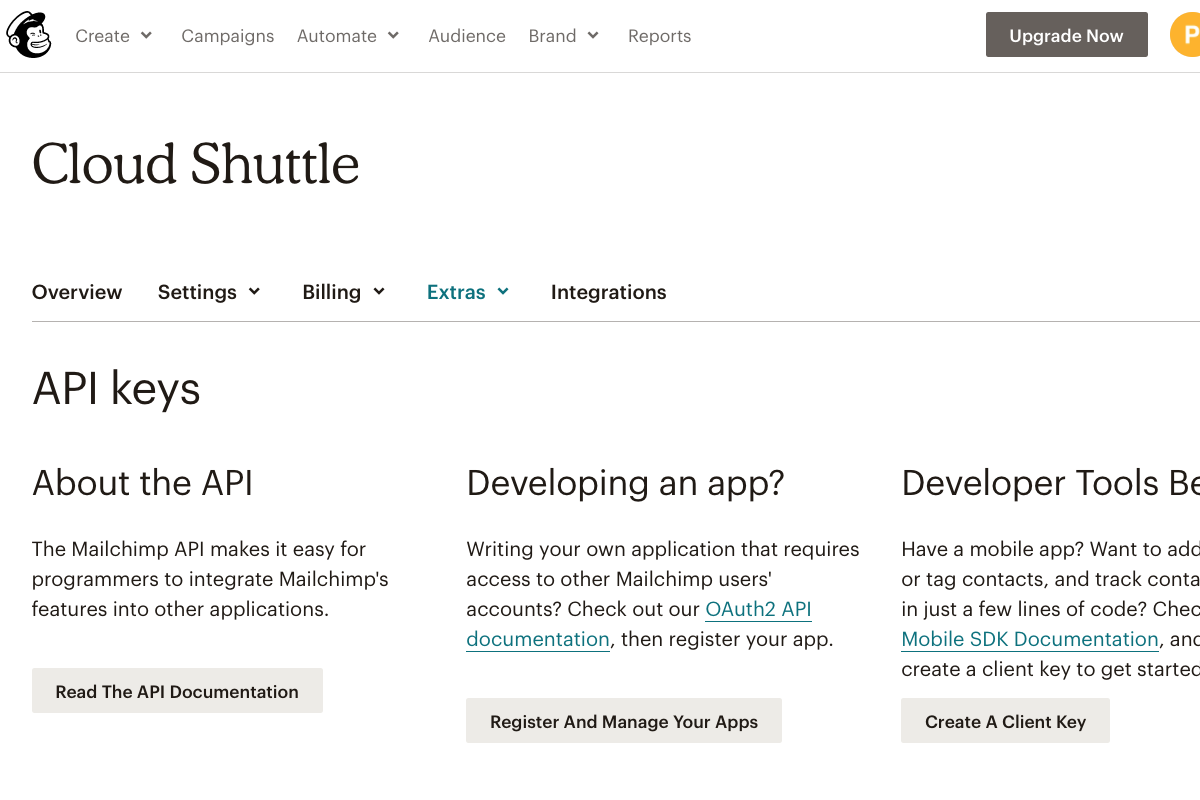 Create Campaigns Automate Audience Brand Reports Upgrade Now P
Cloud Shuttle
Overview Settings Billing Extras Integrations
API keys
About the API
The Mailchimp API makes it easy for
programmers to integrate Mailchimp's
features into other applications.
Read The API Documentation
Developing an app?
Writing your own application that requires
access to other Mailchimp users'
accounts? Check out our OAuth2 API
documentation, then register your app.
Register And Manage Your Apps
Developer Tools Be
Have a mobile app? Want to add
or tag contacts, and track conta
in just a few lines of code? Chec
Mobile SDK Documentation, and
create a client key to get started
Create A Client Key